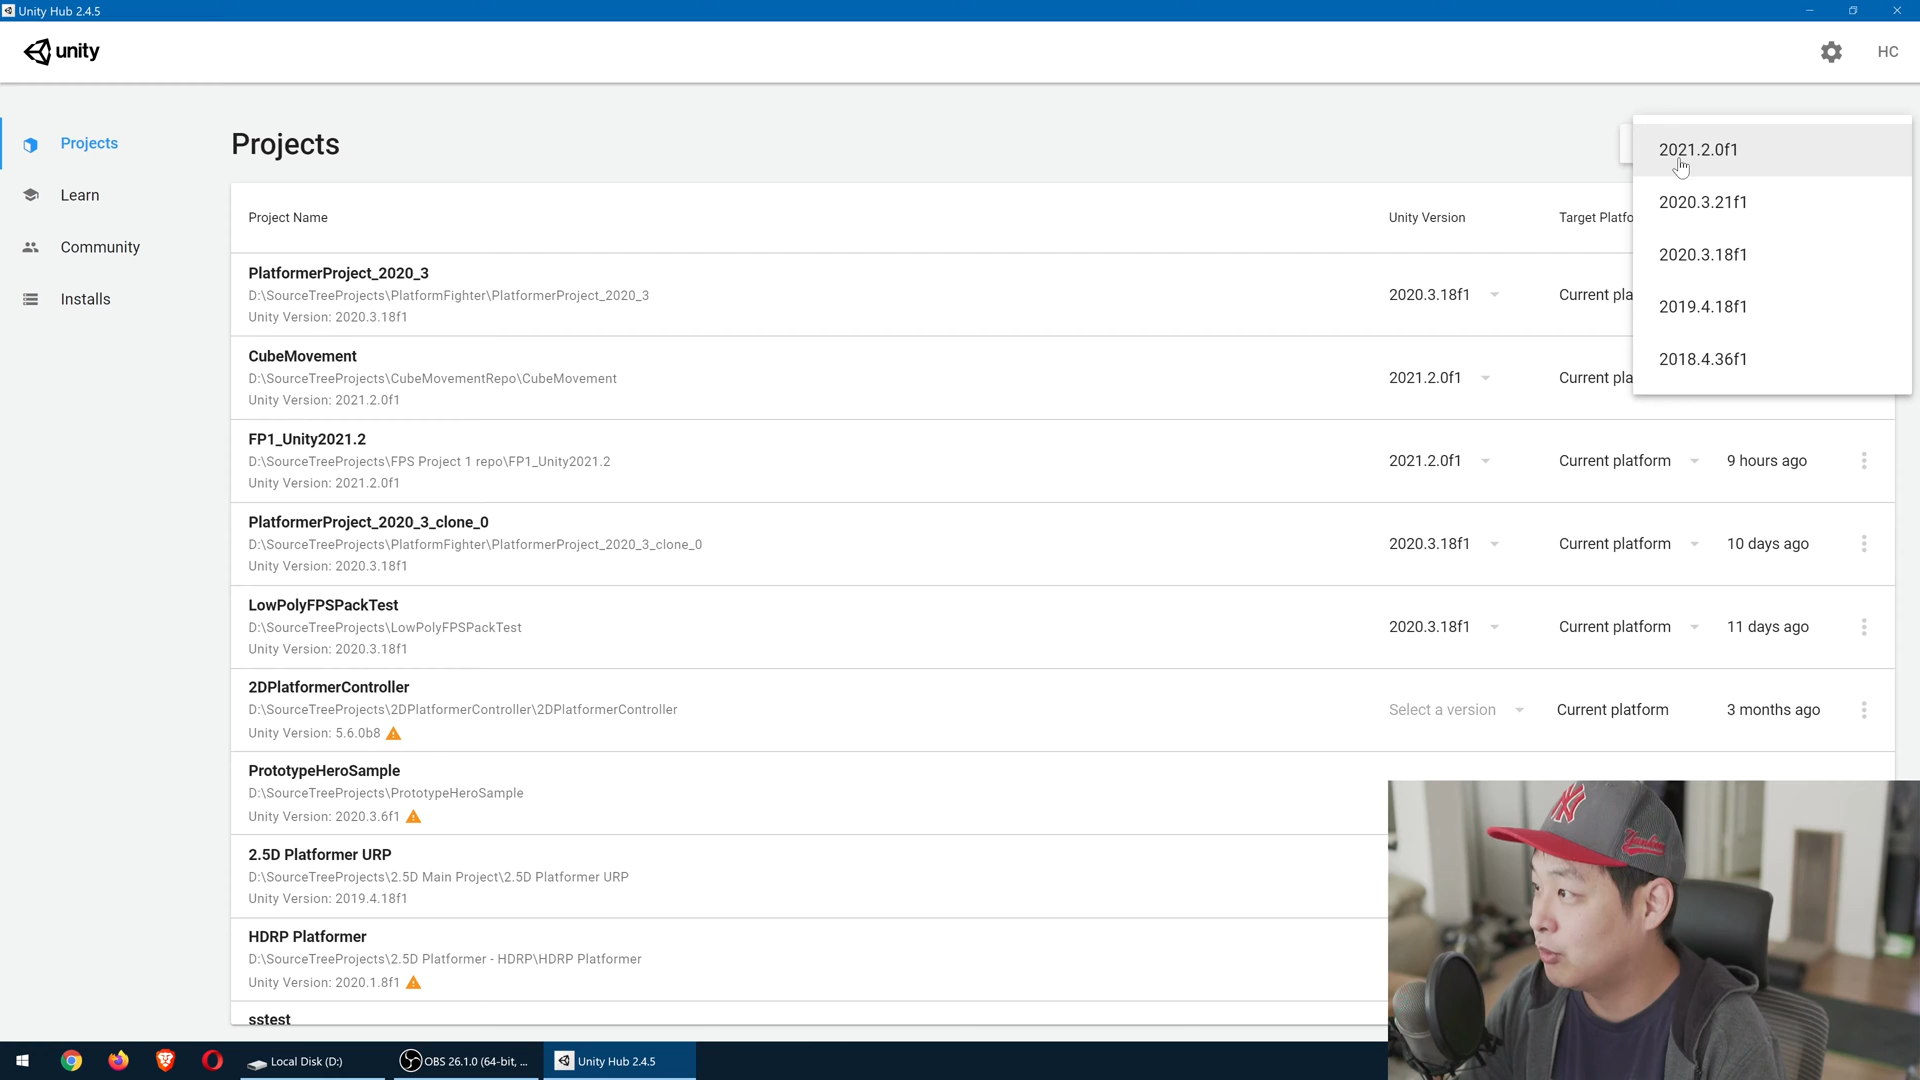 Unity Hub 2.4.5
unity
HC
Projects
Learn
Community
Installs
Projects
2021.2.0f1
2020.3.21f1
2020.3.18f1
2019.4.18f1
2018.4.36f1
Project Name
Unity Version
Target Platfo
PlatformerProject_2020_3
D:\SourceTreeProjects\PlatformFighter\PlatformerProject_2020_3
Unity Version: 2020.3.18f1
2020.3.18f1
Current pla
CubeMovement
D:\SourceTreeProjects\CubeMovementRepo\CubeMovement
Unity Version: 2021.2.0f1
2021.2.0f1
Current pla
FP1_Unity2021.2
D:\SourceTreeProjects\FPS Project 1 repo\FP1_Unity2021.2
Unity Version: 2021.2.0f1
2021.2.0f1
Current platform
9 hours ago
PlatformerProject_2020_3_clone_0
D:\SourceTreeProjects\PlatformFighter\PlatformerProject_2020_3_clone_0
Unity Version: 2020.3.18f1
2020.3.18f1
Current platform
10 days ago
LowPolyFPSPackTest
D:\SourceTreeProjects\LowPolyFPSPackTest
Unity Version: 2020.3.18f1
2020.3.18f1
Current platform
11 days ago
2DPlatformerController
D:\SourceTreeProjects\2DPlatformerController\2DPlatformerController
Unity Version: 5.6.0b8
Select a version
Current platform
3 months ago
PrototypeHeroSample
D:\SourceTreeProjects\PrototypeHeroSample
Unity Version: 2020.3.6f1
2.5D Platformer URP
D:\SourceTreeProjects\2.5D Main Project\2.5D Platformer URP
Unity Version: 2019.4.18f1
HDRP Platformer
D:\SourceTreeProjects\2.5D Platformer - HDRP\HDRP Platformer
Unity Version: 2020.1.8f1
sstest
NY
Yankees
Local Disk (D:)
OBS 26.1.0 (64-bit, ...
Unity Hub 2.4.5